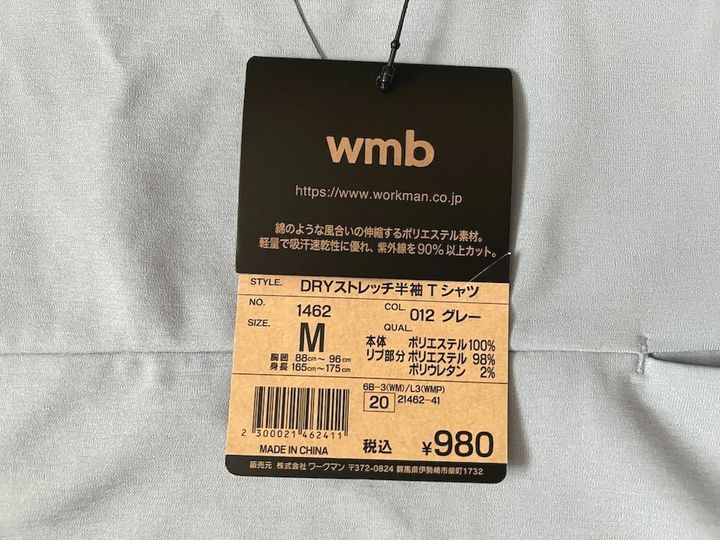 wmb
https://www.workman.co.jp
綿のような風合いの伸縮するポリエステル素材。
軽量で吸汗速乾性に優れ、紫外線を90%以上カット。
STYLE. DRYストレッチ半袖Tシャツ
NO. 1462 COL. 012 グレー
SIZE. M QUAL.
胸囲 88cm～96cm
身長 165cm～175cm
本体 ポリエステル100%
リブ部分 ポリエステル 98%
ポリウレタン 2%
6B-3(WM)/L3(WMP)
20 21462-41
2 300021 462411
MADE IN CHINA 税込 ¥980
販売元 株式会社 ワークマン 〒372-0824 群馬県伊勢崎市柴町1732